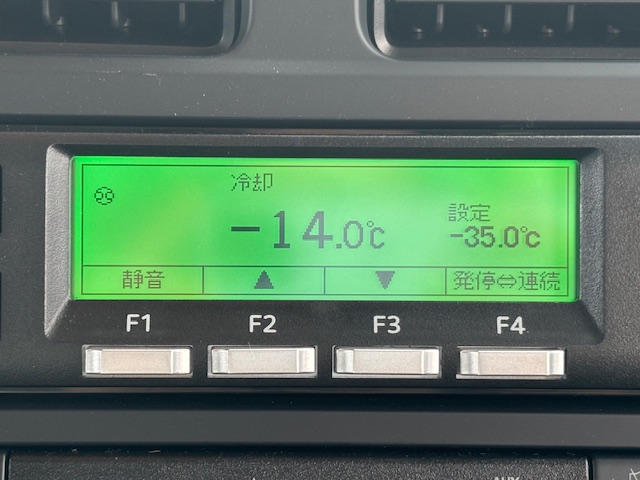 冷却
-14.0℃
設定
-35.0℃
静音 ▲ ▼ 発停⇔連続
F1 F2 F3 F4